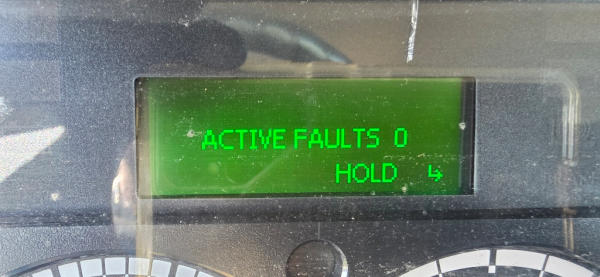 ACTIVE FAULTS 0
HOLD ↳